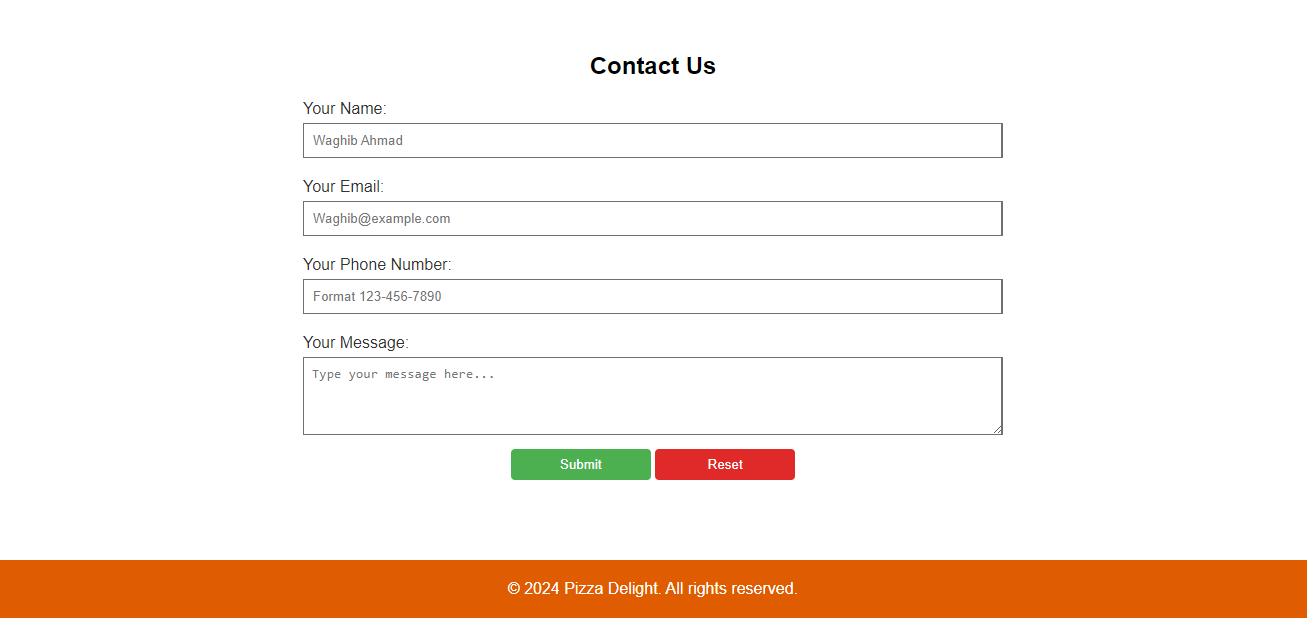 Contact Us
Your Name:
Waghib Ahmad
Your Email:
Waghib@example.com
Your Phone Number:
Format 123-456-7890
Your Message:
Type your message here...
Submit Reset
© 2024 Pizza Delight. All rights reserved.